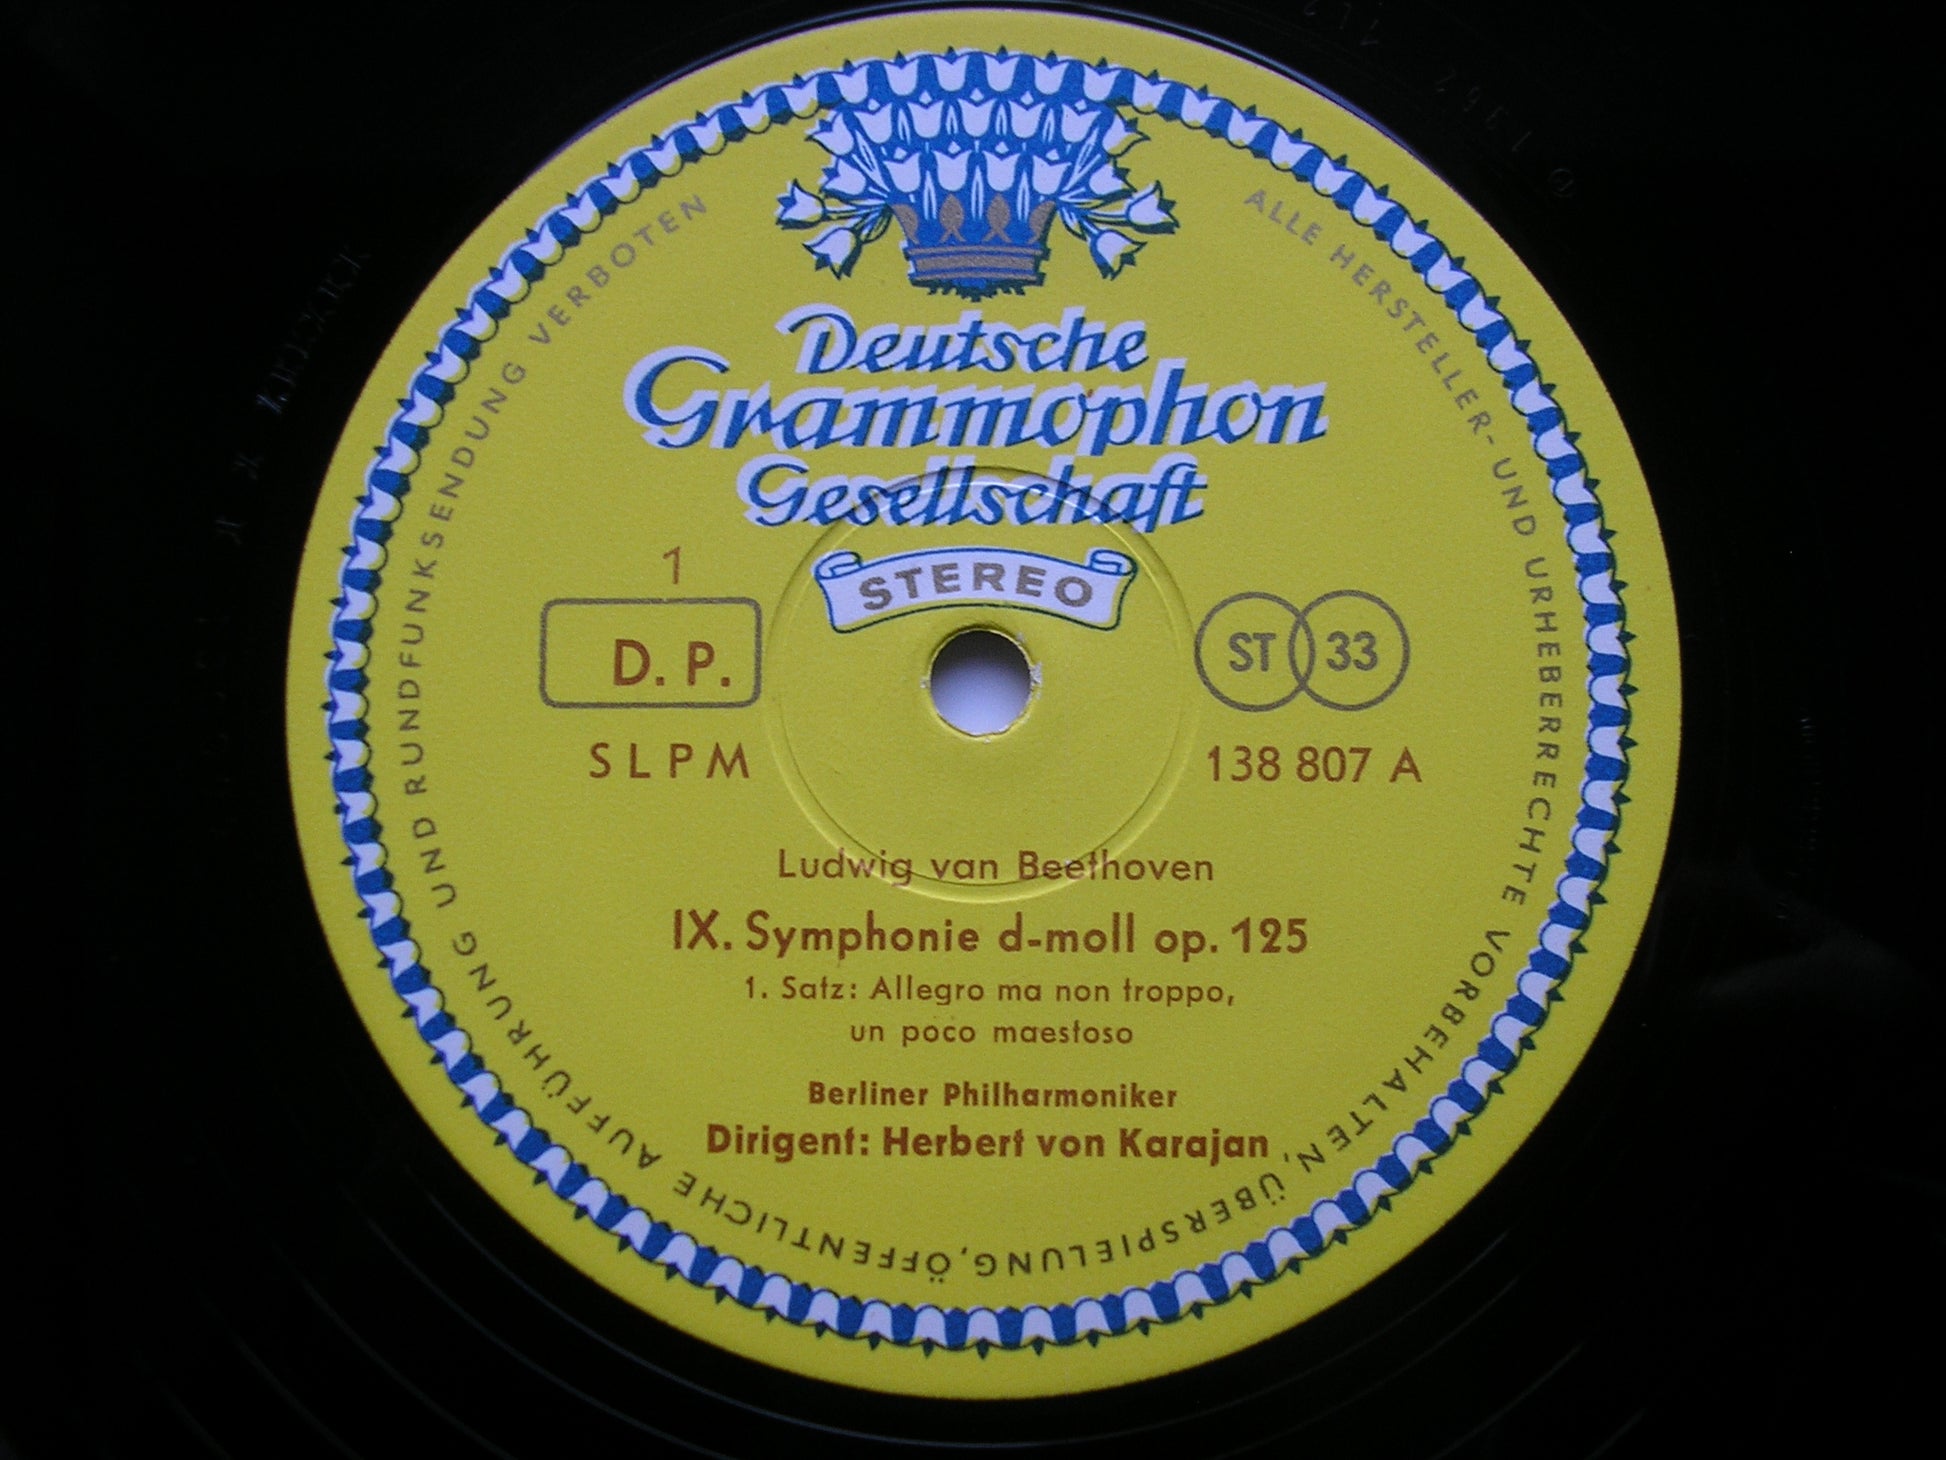 Deutsche
Grammophon
Gesellschaft
STEREO
1
D. P.
ST 33
SLPM
138 807 A
Ludwig van Beethoven
IX. Symphonie d-moll op. 125
1. Satz: Allegro ma non troppo,
un poco maestoso
Berliner Philharmoniker
Dirigent: Herbert von Karajan
ALLE HERSTELLER- UND URHEBERRECHTE VORBEHALTEN, ÜBERSPIELUNG, ÖFFENTLICHE AUFFÜHRUNG UND RUNDFUNKSENDUNG VERBOTEN